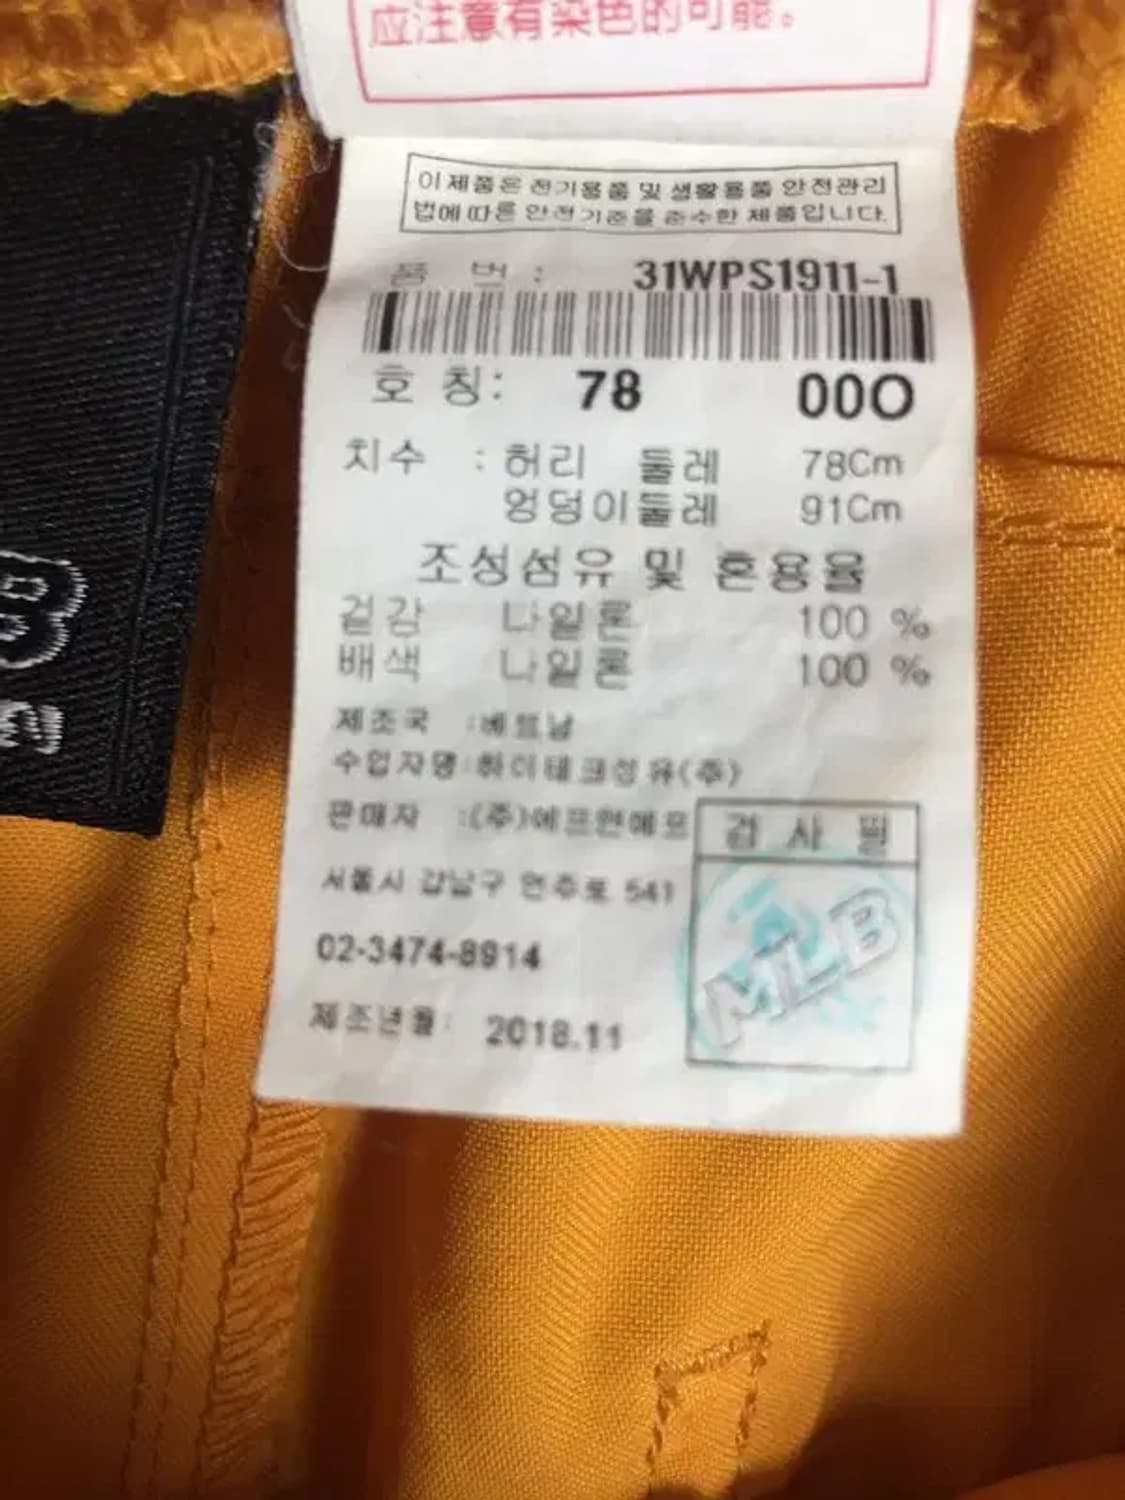 应注意有染色的可能。
이 제품은 전기용품 및 생활용품 안전관리
법에 따른 안전기준을 준수한 제품입니다.
품 번 : 31WPS1911-1
호 칭: 78 00O
치수 : 허리 둘레 78Cm
엉덩이둘레 91Cm
조성섬유 및 혼용율
겉감 나일론 100 %
배색 나일론 100 %
제조국 :베트남
수입자명:하이테크섬유(주)
판매자 :(주)에프앤에프
검 사 필
서울시 강남구 언주로 541
MLB
02-3474-8914
제조년월: 2018.11